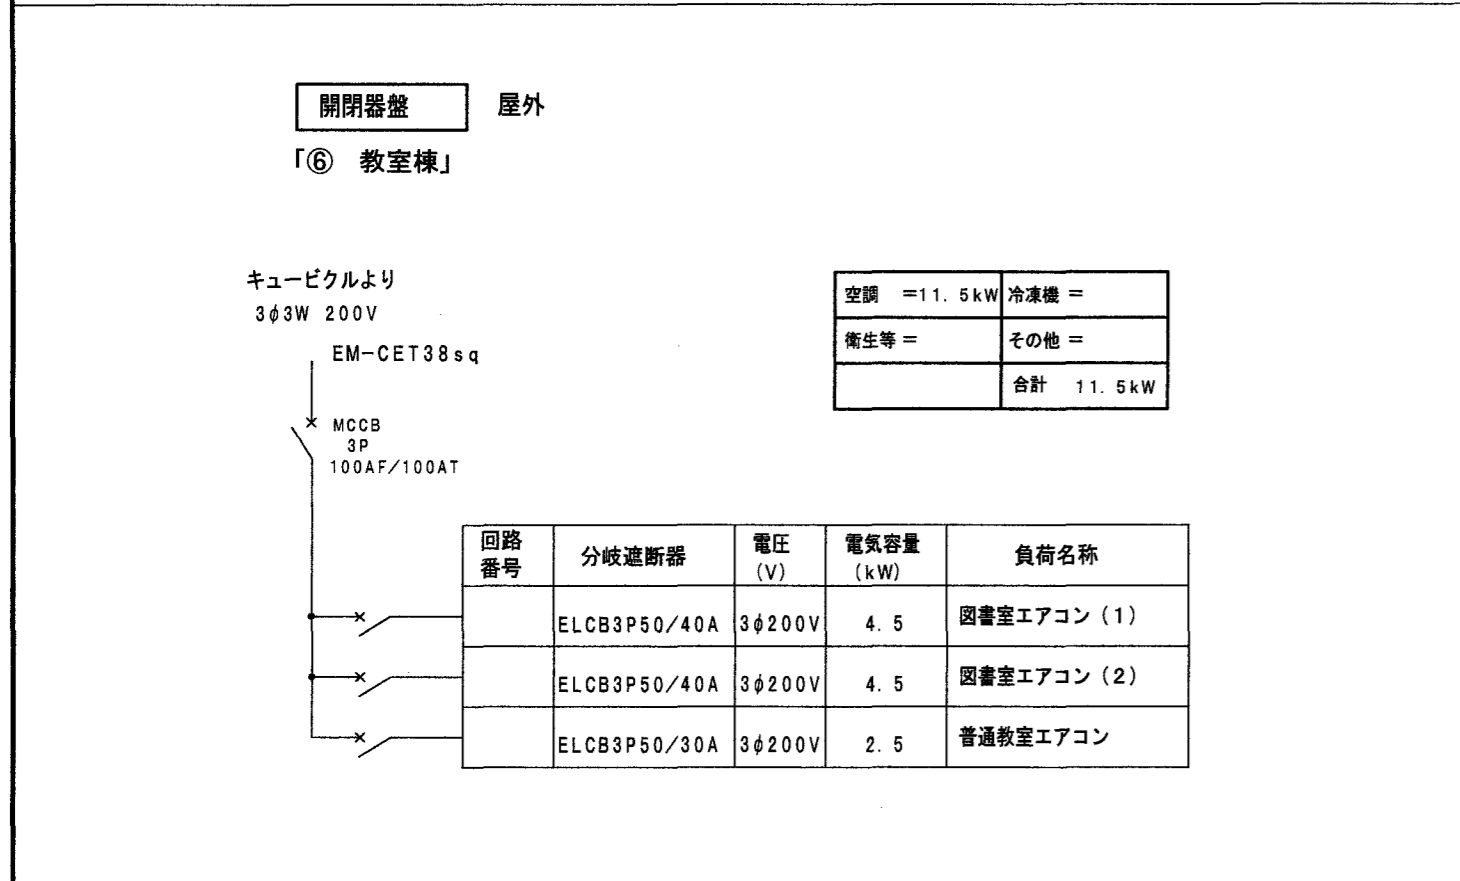 開閉器盤 屋外
「⑥ 教室棟」
キュービクルより
3φ3W 200V
EM-CET38sq
MCCB
3P
100AF/100AT
空調 =11.5kW 冷凍機 =
衛生等 = その他 =
合計 11.5kW
回路番号 分岐遮断器 電圧(V) 電気容量(kW) 負荷名称
ELCB3P50/40A 3φ200V 4.5 図書室エアコン(1)
ELCB3P50/40A 3φ200V 4.5 図書室エアコン(2)
ELCB3P50/30A 3φ200V 2.5 普通教室エアコン